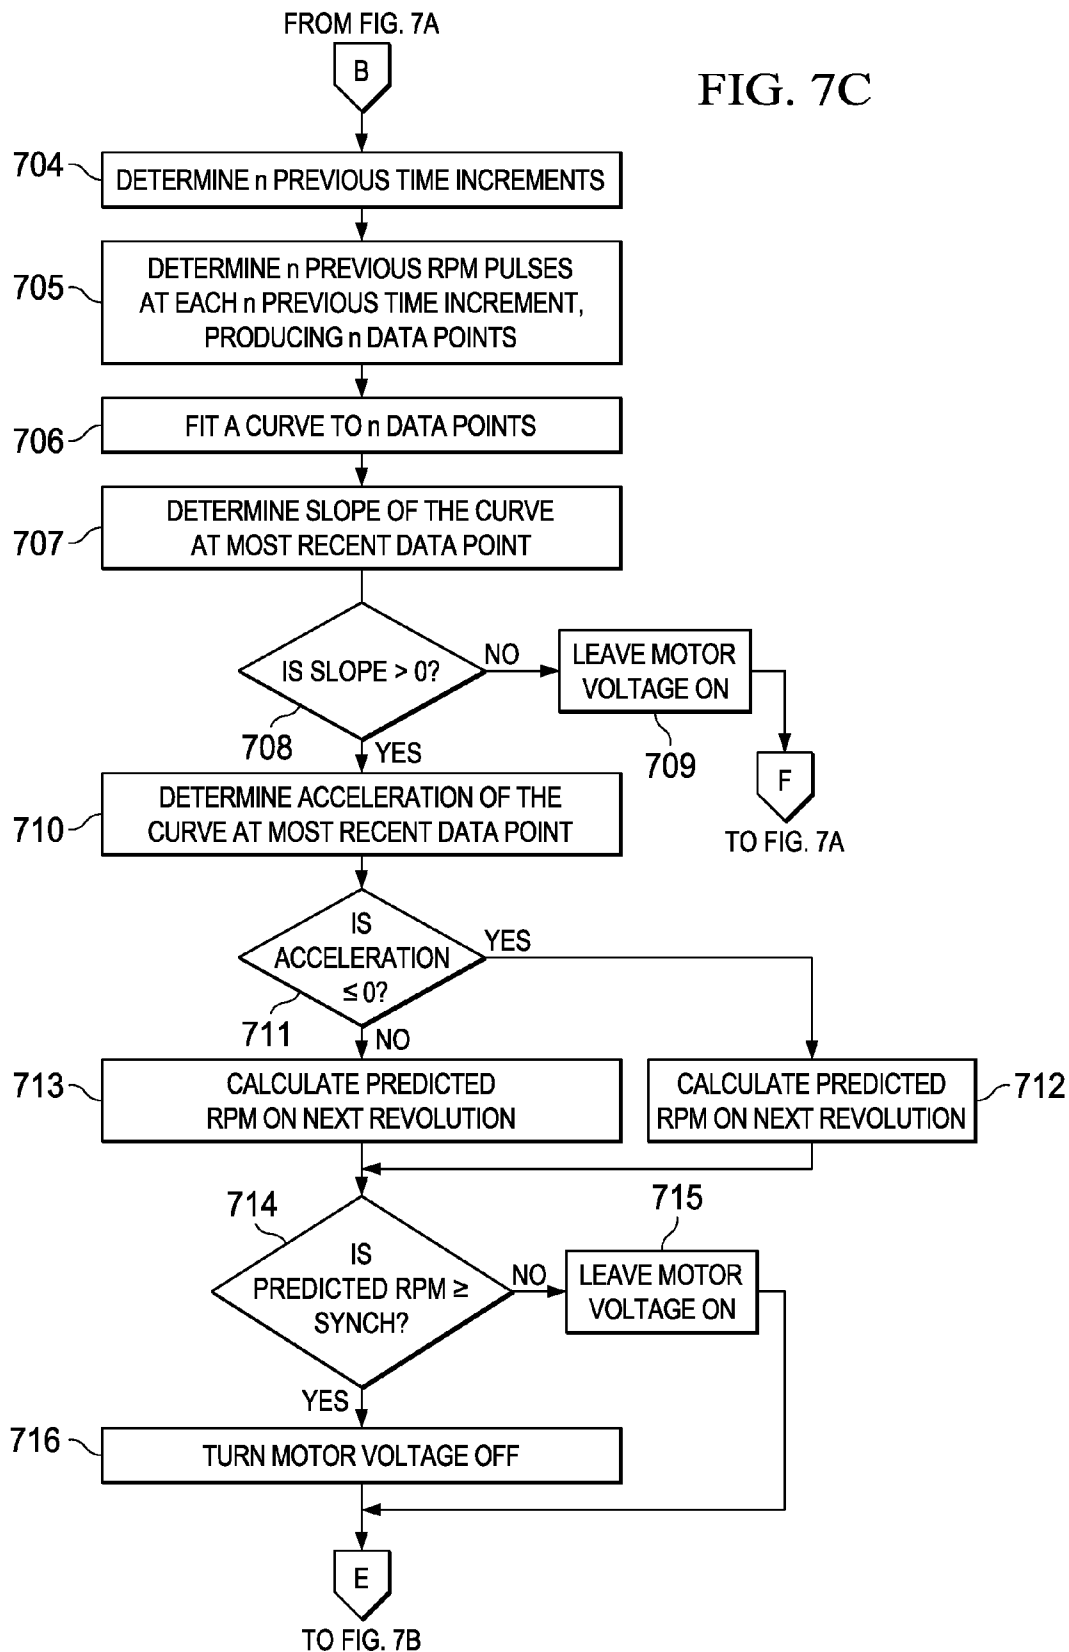 FROM FIG. 7A
B
FIG. 7C
704
DETERMINE n PREVIOUS TIME INCREMENTS
705
DETERMINE n PREVIOUS RPM PULSES
AT EACH n PREVIOUS TIME INCREMENT,
PRODUCING n DATA POINTS
706
FIT A CURVE TO n DATA POINTS
707
DETERMINE SLOPE OF THE CURVE
AT MOST RECENT DATA POINT
IS SLOPE > 0?
NO
LEAVE MOTOR
VOLTAGE ON
708
YES
709
F
TO FIG. 7A
710
DETERMINE ACCELERATION OF THE
CURVE AT MOST RECENT DATA POINT
IS
ACCELERATION
≤ 0?
YES
711
NO
713
CALCULATE PREDICTED
RPM ON NEXT REVOLUTION
CALCULATE PREDICTED
RPM ON NEXT REVOLUTION
712
714
IS
PREDICTED RPM ≥
SYNCH?
NO
715
LEAVE MOTOR
VOLTAGE ON
YES
716
TURN MOTOR VOLTAGE OFF
E
TO FIG. 7B